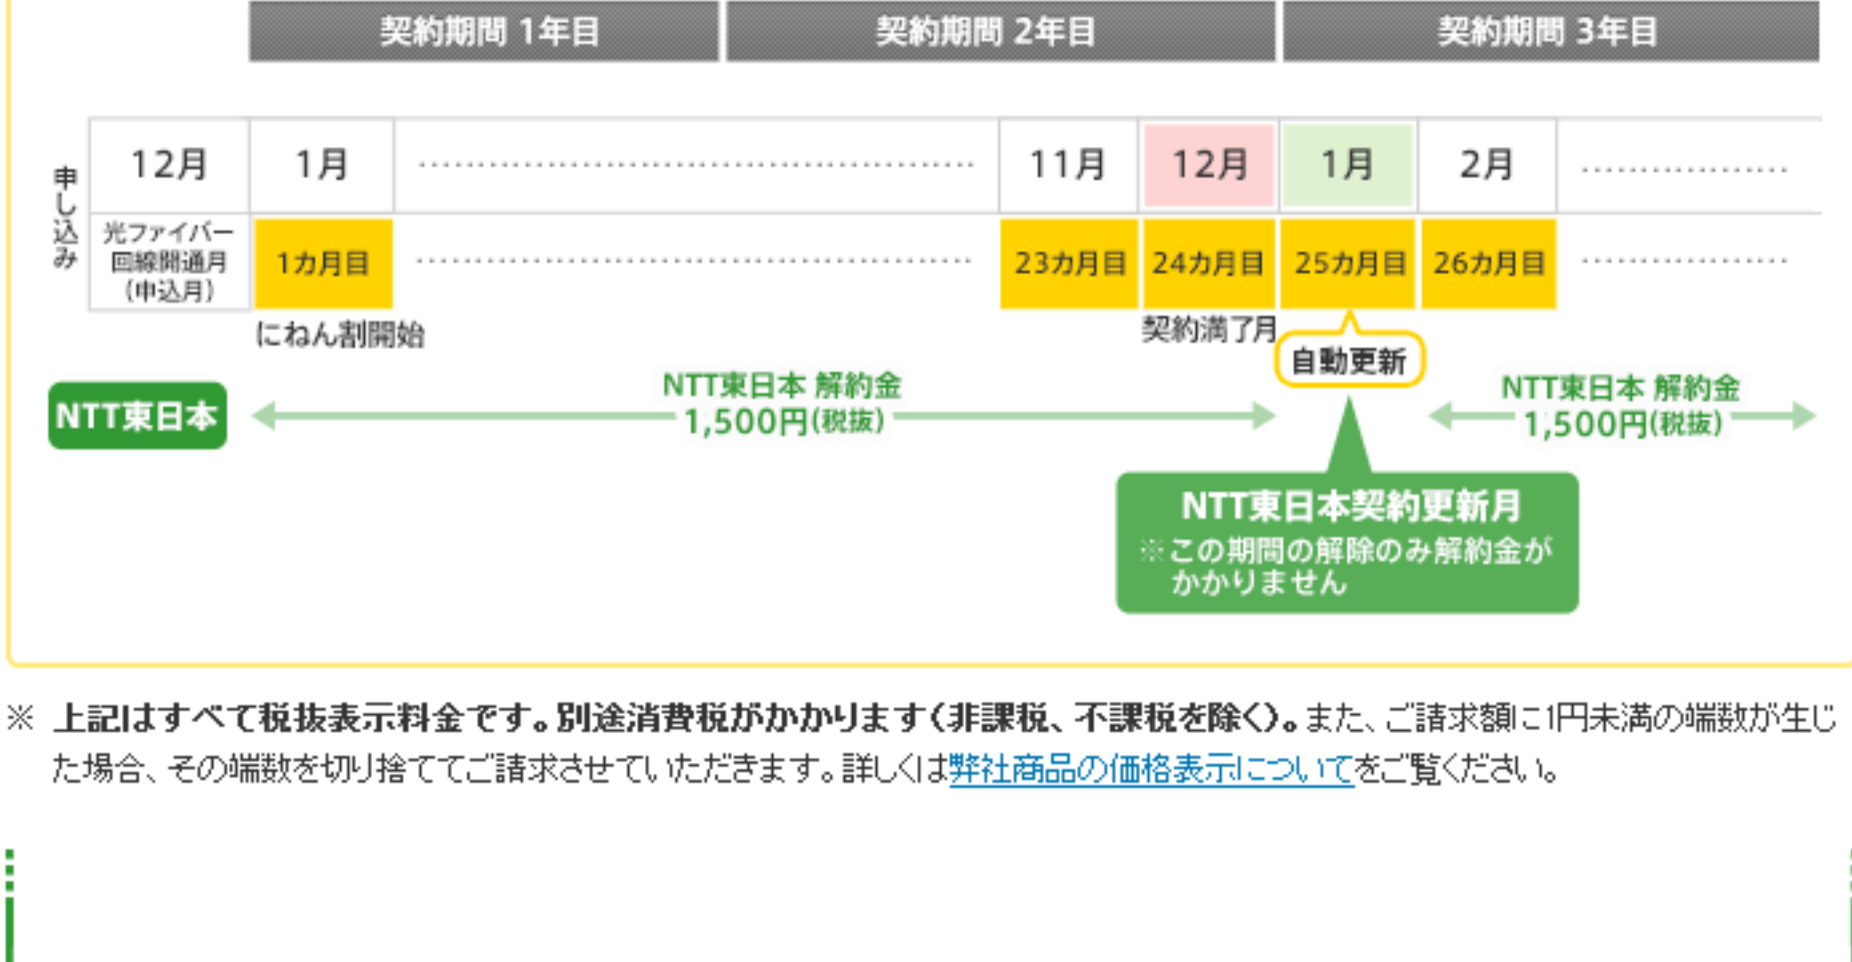 契約期間 1年目
契約期間 2年目
契約期間 3年目
申し込み
12月
1月
11月
12月
1月
2月
光ファイバー
回線開通月
(申込月)
1カ月目
23カ月目
24カ月目
25カ月目
26カ月目
にねん割開始
契約満了月
自動更新
NTT東日本
NTT東日本 解約金
1,500円(税抜)
NTT東日本 解約金
1,500円(税抜)
NTT東日本契約更新月
※この期間の解除のみ解約金が
かかりません
※ 上記はすべて税抜表示料金です。別途消費税がかかります(非課税、不課税を除く)。また、ご請求額に1円未満の端数が生じ
た場合、その端数を切り捨ててご請求させていただきます。詳しくは弊社商品の価格表示についてをご覧ください。